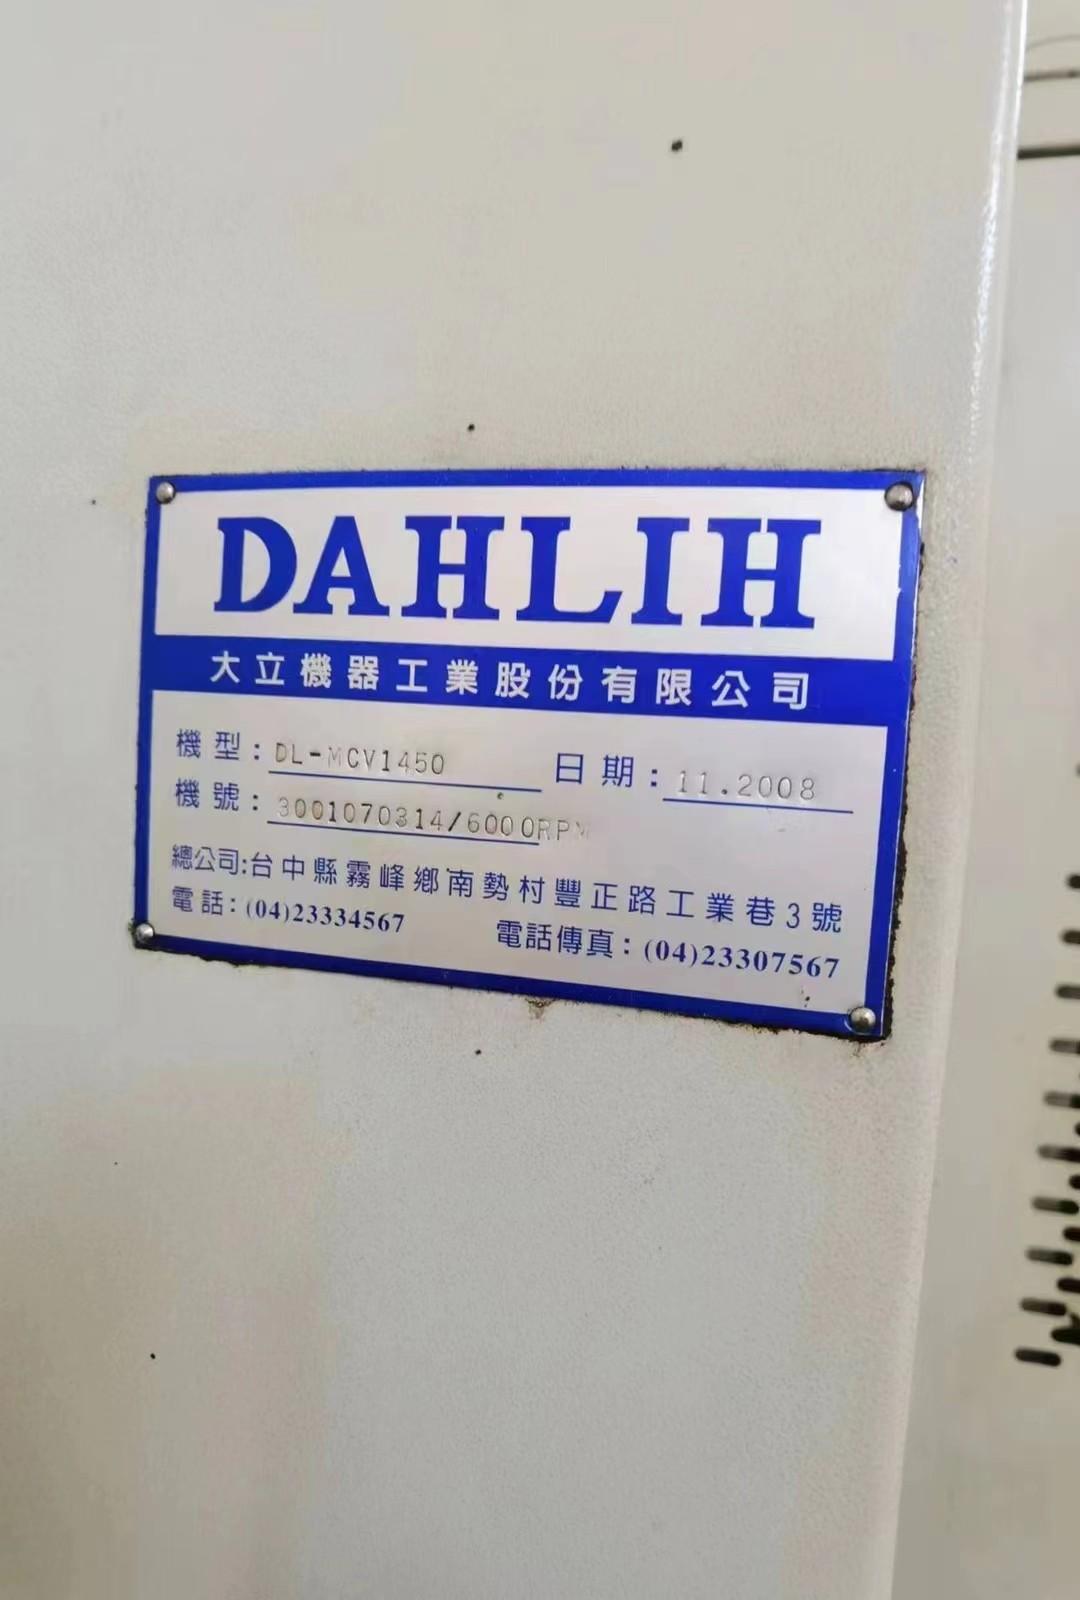 DAHLIH
大立機器工業股份有限公司
機型：DL-MCV1450 日期：11.2008
機號：3001070314/6000RPM
總公司:台中縣霧峰鄉南勢村豐正路工業巷3號
電話：(04)23334567 電話傳真：(04)23307567